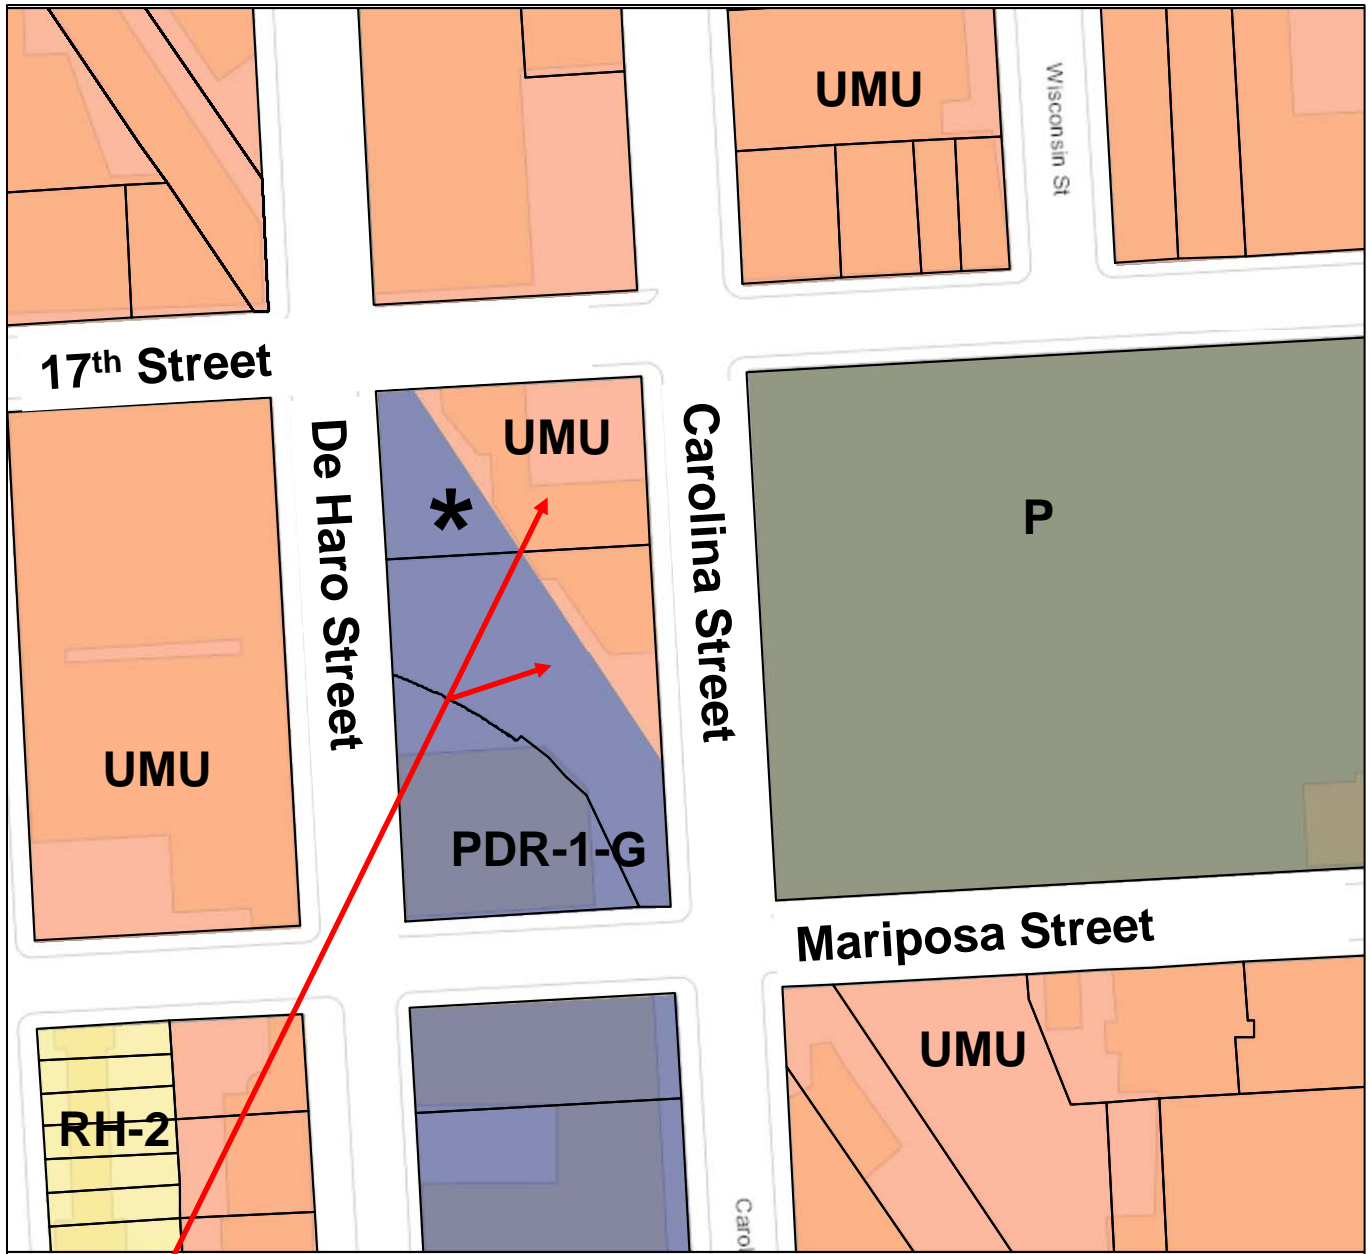 UMU
Wisconsin St
17th Street
UMU
De Haro Street
*
Carolina Street
P
UMU
PDR-1-G
Mariposa Street
UMU
RH-2
Carol